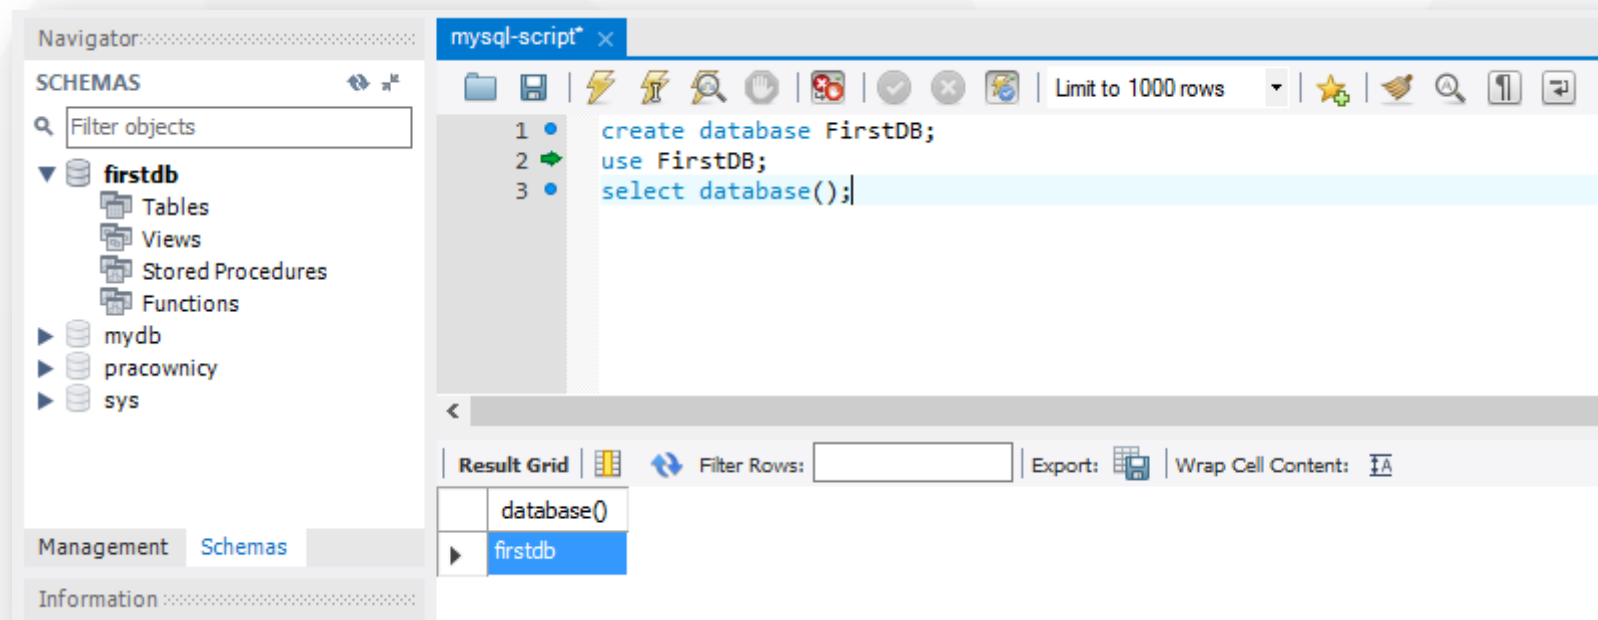 Navigator
SCHEMAS
Filter objects
firstdb
Tables
Views
Stored Procedures
Functions
mydb
pracownicy
sys
Management Schemas
Information
mysql-script*
Limit to 1000 rows
1 create database FirstDB;
2 use FirstDB;
3 select database();
Result Grid Filter Rows: Export: Wrap Cell Content:
database()
firstdb